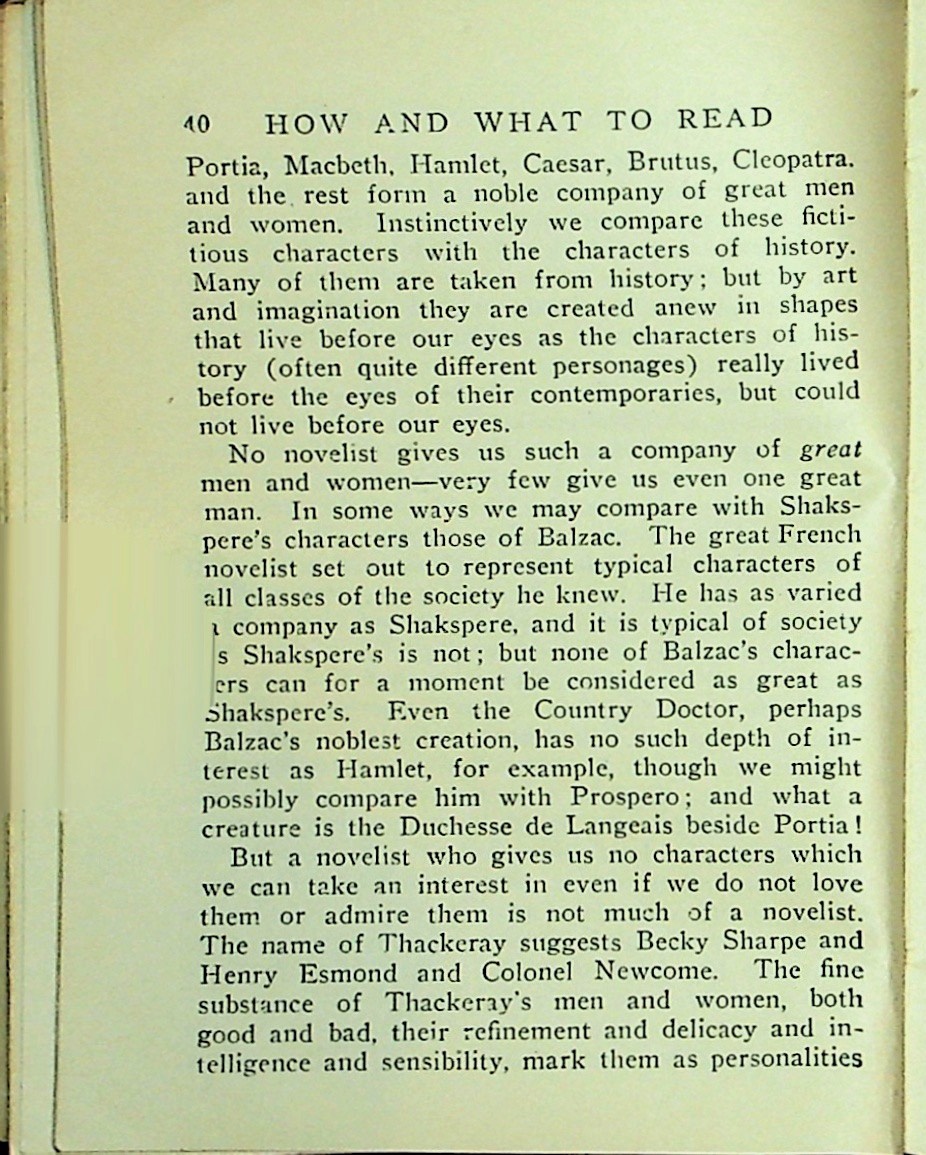 40 HOW AND WHAT TO READ
Portia, Macbeth, Hamlet, Caesar, Brutus, Cleopatra.
and the rest form a noble company of great men
and women. Instinctively we compare these ficti-
tious characters with the characters of history.
Many of them are taken from history; but by art
and imagination they are created anew in shapes
that live before our eyes as the characters of his-
tory (often quite different personages) really lived
before the eyes of their contemporaries, but could
not live before our eyes.
No novelist gives us such a company of great
men and women—very few give us even one great
man. In some ways we may compare with Shaks-
pere's characters those of Balzac. The great French
novelist set out to represent typical characters of
all classes of the society he knew. He has as varied
company as Shakspere, and it is typical of society
s Shakspere's is not; but none of Balzac's charac-
ers can for a moment be considered as great as
Shakspere's. Even the Country Doctor, perhaps
Balzac's noblest creation, has no such depth of in-
terest as Hamlet, for example, though we might
possibly compare him with Prospero; and what a
creature is the Duchesse de Langeais beside Portia!
But a novelist who gives us no characters which
we can take an interest in even if we do not love
them or admire them is not much of a novelist.
The name of Thackeray suggests Becky Sharpe and
Henry Esmond and Colonel Newcome. The fine
substance of Thackeray's men and women, both
good and bad, their refinement and delicacy and in-
telligence and sensibility, mark them as personalities